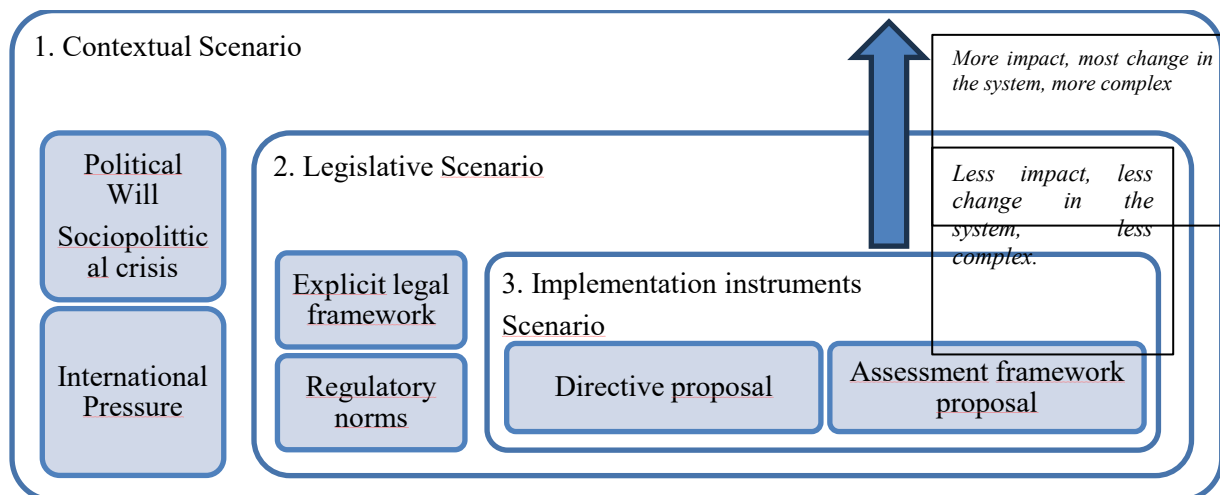 1. Contextual Scenario
More impact, most change in
the system, more complex
Political
Will
Sociopolittic
al crisis
International
Pressure
2. Legislative Scenario
Less impact, less
change in the
system, less
complex.
Explicit legal
framework
Regulatory
norms
3. Implementation instruments
Scenario
Directive proposal
Assessment framework
proposal